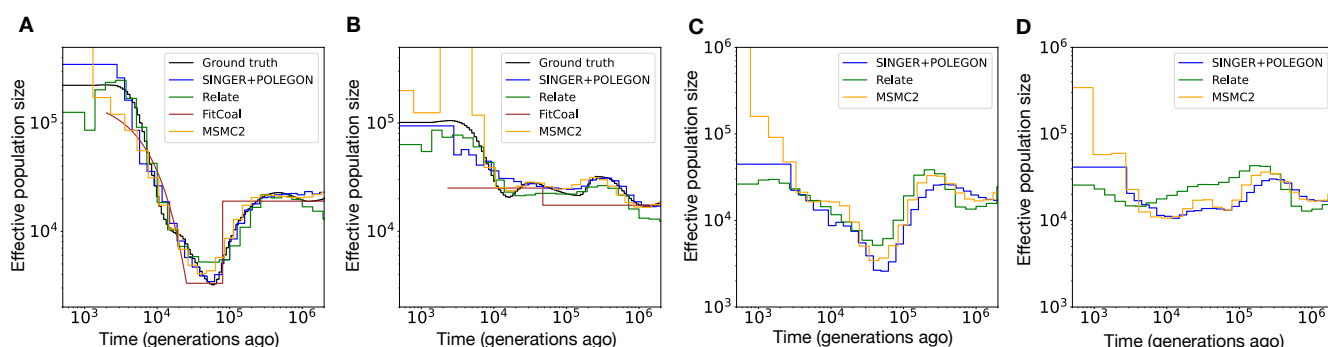 A
Effective population size
10^5
10^4
10^3
10^4
10^5
10^6
Time (generations ago)
Ground truth
SINGER+POLEGON
Relate
FitCoal
MSMC2
B
Effective population size
10^5
10^4
10^3
10^4
10^5
10^6
Time (generations ago)
Ground truth
SINGER+POLEGON
Relate
FitCoal
MSMC2
C
Effective population size
10^6
10^5
10^4
10^3
10^3
10^4
10^5
10^6
Time (generations ago)
SINGER+POLEGON
Relate
MSMC2
D
Effective population size
10^6
10^5
10^4
10^3
10^3
10^4
10^5
10^6
Time (generations ago)
SINGER+POLEGON
Relate
MSMC2